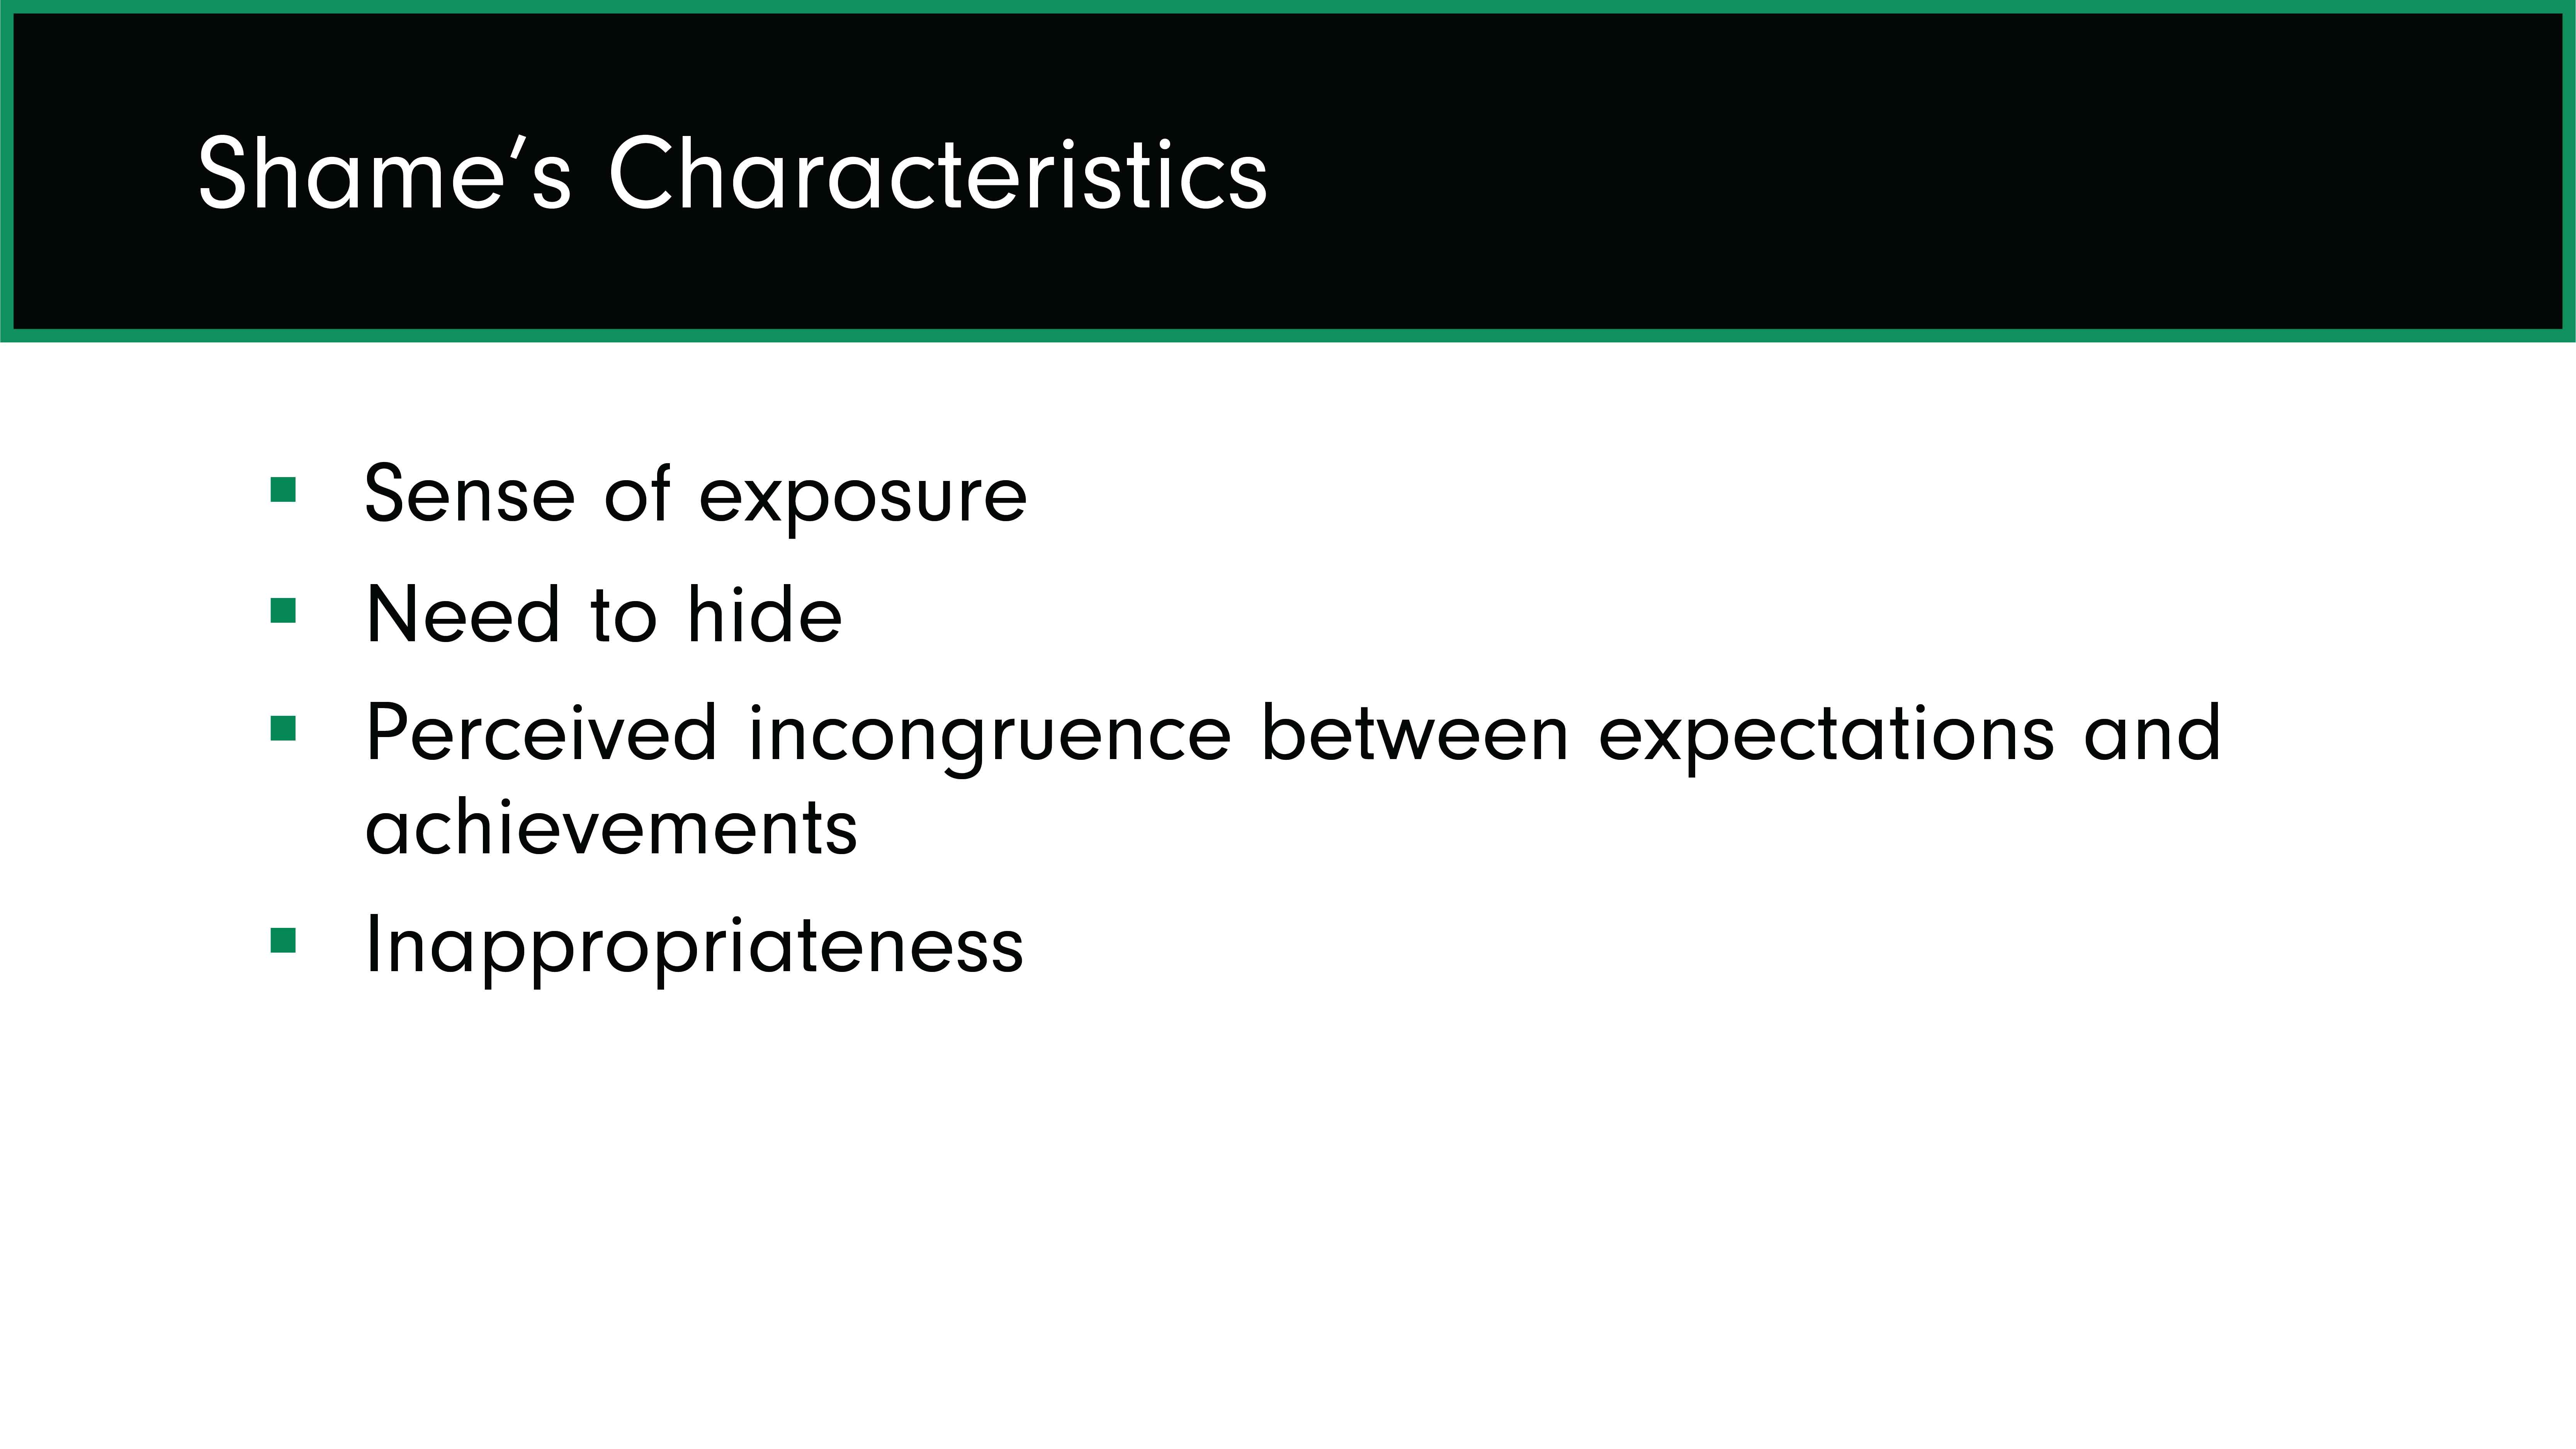 Shame’s Characteristics
▪ Sense of exposure
▪ Need to hide
▪ Perceived incongruence between expectations and
achievements
▪ Inappropriateness